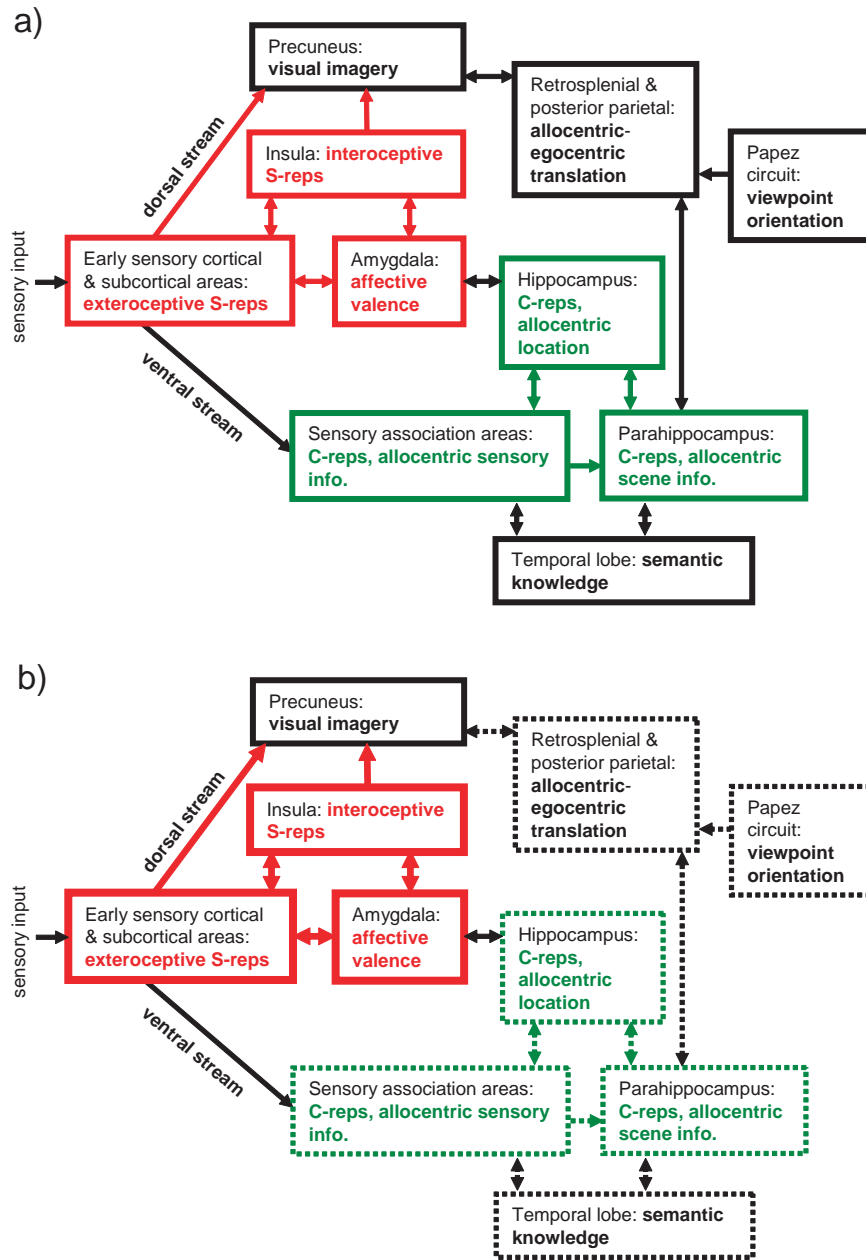 a)
Precuneus:
visual imagery
Retrosplenial &
posterior parietal:
allocentric-
egocentric
translation
Papez
circuit:
viewpoint
orientation
dorsal stream
Insula: interoceptive
S-reps
sensory input
Early sensory cortical
& subcortical areas:
exteroceptive S-reps
Amygdala:
affective
valence
Hippocampus:
C-reps,
allocentric
location
ventral stream
Sensory association areas:
C-reps, allocentric sensory
info.
Parahippocampus:
C-reps, allocentric
scene info.
Temporal lobe: semantic
knowledge
b)
Precuneus:
visual imagery
Retrosplenial &
posterior parietal:
allocentric-
egocentric
translation
Papez
circuit:
viewpoint
orientation
dorsal stream
Insula: interoceptive
S-reps
sensory input
Early sensory cortical
& subcortical areas:
exteroceptive S-reps
Amygdala:
affective
valence
Hippocampus:
C-reps,
allocentric
location
ventral stream
Sensory association areas:
C-reps, allocentric sensory
info.
Parahippocampus:
C-reps, allocentric
scene info.
Temporal lobe: semantic
knowledge